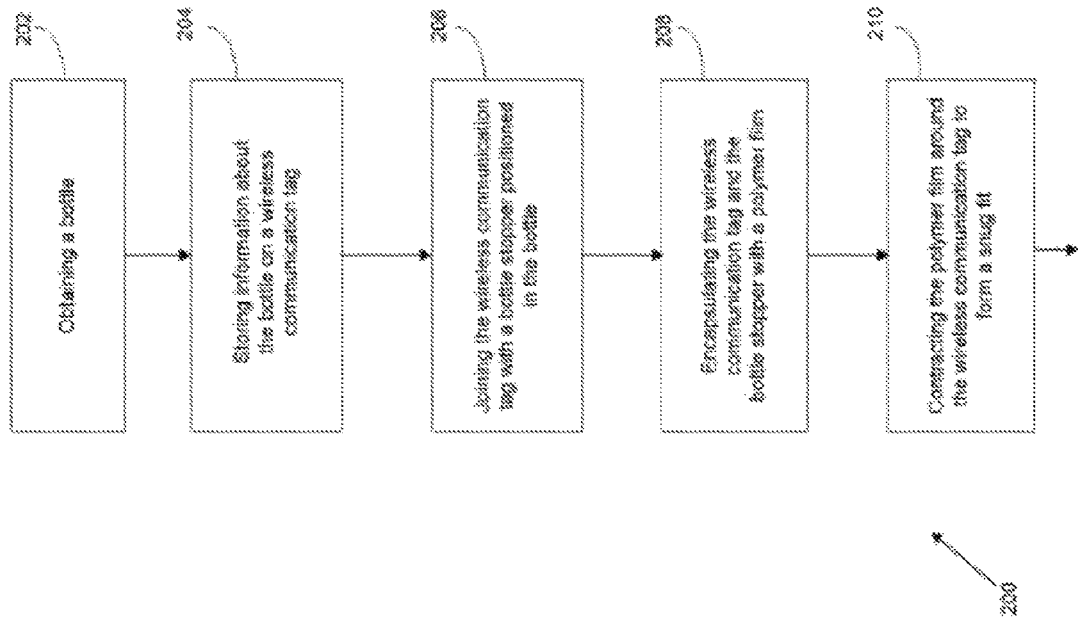 202
Obtaining a bottle
204
Storing information about
the bottle on a wireless
communication tag
206
Joining the wireless communication
tag with a bottle stopper positioned
in the bottle
208
Encapsulating the wireless
communication tag and the
bottle stopper with a polymer film
210
Contracting the polymer film around
the wireless communication tag to
form a snug fit
200